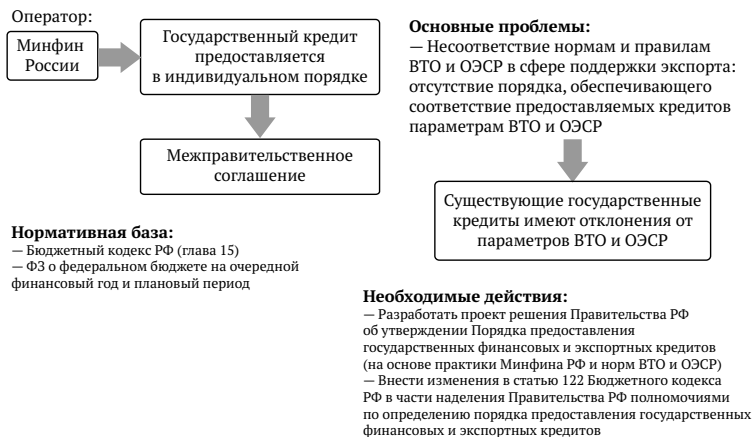 Оператор:
Минфин
России
Государственный кредит
предоставляется
в индивидуальном порядке
Межправительственное
соглашение
Нормативная база:
— Бюджетный кодекс РФ (глава 15)
— ФЗ о федеральном бюджете на очередной
финансовый год и плановый период
Основные проблемы:
— Несоответствие нормам и правилам
ВТО и ОЭСР в сфере поддержки экспорта:
отсутствие порядка, обеспечивающего
соответствие предоставляемых кредитов
параметрам ВТО и ОЭСР
Существующие государственные
кредиты имеют отклонения от
параметров ВТО и ОЭСР
Необходимые действия:
— Разработать проект решения Правительства РФ
об утверждении Порядка предоставления
государственных финансовых и экспортных кредитов
(на основе практики Минфина РФ и норм ВТО и ОЭСР)
— Внести изменения в статью 122 Бюджетного кодекса
РФ в части наделения Правительства РФ полномочиями
по определению порядка предоставления государственных
финансовых и экспортных кредитов